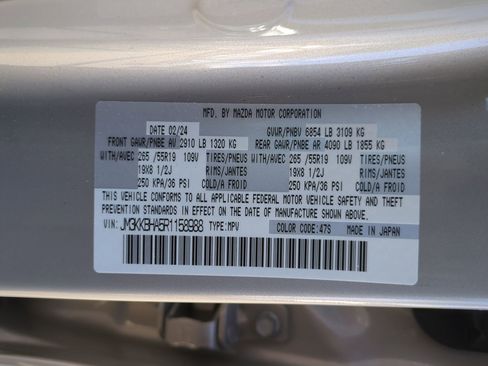 MFD. BY MAZDA MOTOR CORPORATION
DATE 02/24 GVWR/PNBV 6854 LB 3109 KG
FRONT GAWR/PNBE AV 2910 LB 1320 KG REAR GAWR/PNBE AR 4090 LB 1855 KG
WITH/AVEC 265 /55R19 109V TIRES/PNEUS WITH/AVEC 265 /55R19 109V TIRES/PNEUS
19X8 1/2J RIMS/JANTES 19X8 1/2J RIMS/JANTES
250 KPA/36 PSI COLD/A FROID 250 KPA/36 PSI COLD/A FROID
THIS VEHICLE CONFORMS TO ALL APPLICABLE FEDERAL MOTOR VEHICLE SAFETY AND THEFT
PREVENTION STANDARDS IN EFFECT ON THE DATE OF MANUFACTURE SHOWN ABOVE.
VIN: JM3KKBHA5R1158988 TYPE:MPV COLOR CODE:47S MADE IN JAPAN